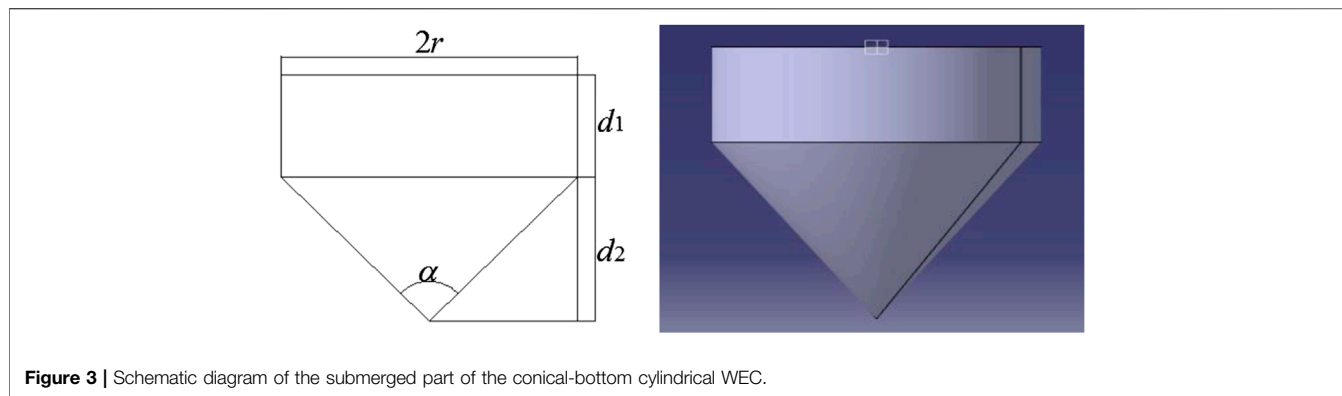 2r
d1
d2
α
Figure 3 | Schematic diagram of the submerged part of the conical-bottom cylindrical WEC.